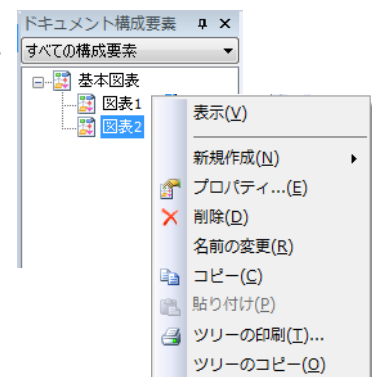 ドキュメント構成要素
すべての構成要素
基本図表
図表1
図表2
表示(V)
新規作成(N)
プロパティ...(E)
削除(D)
名前の変更(R)
コピー(C)
貼り付け(P)
ツリーの印刷(T)...
ツリーのコピー(O)